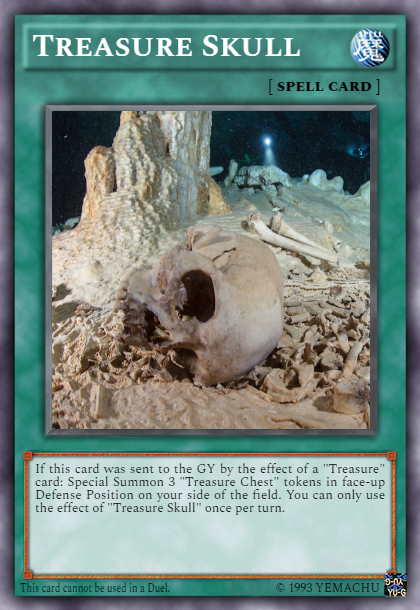 TREASURE SKULL
魔
[ SPELL CARD ]
If this card was sent to the GY by the effect of a "Treasure"
card: Special Summon 3 "Treasure Chest" tokens in face-up
Defense Position on your side of the field. You can only use
the effect of "Treasure Skull" once per turn.
This card cannot be used in a Duel.
© 1993 YEMACHU